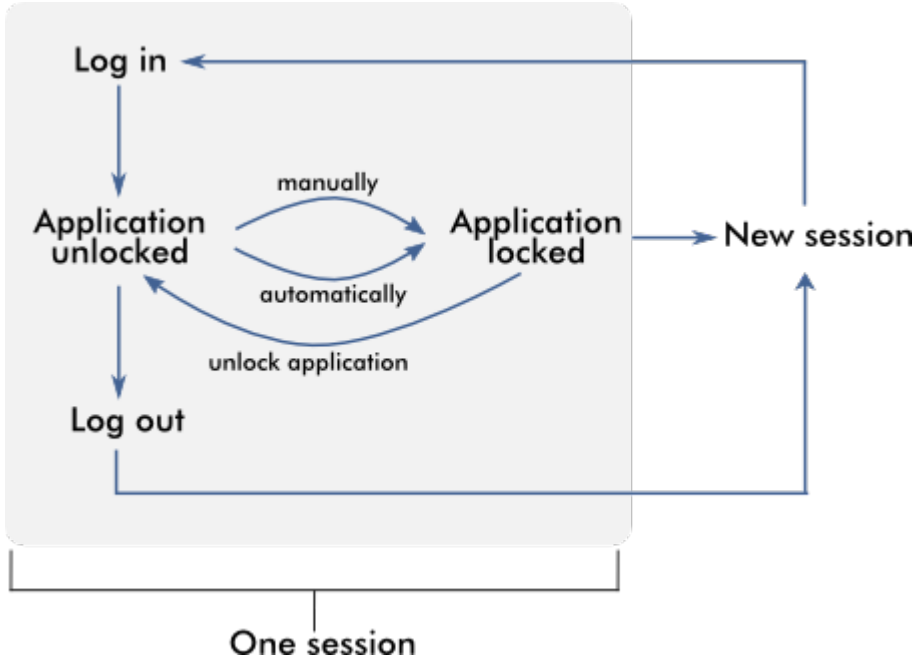 Log in
manually
Application
unlocked
Application
locked
New session
automatically
unlock application
Log out
One session